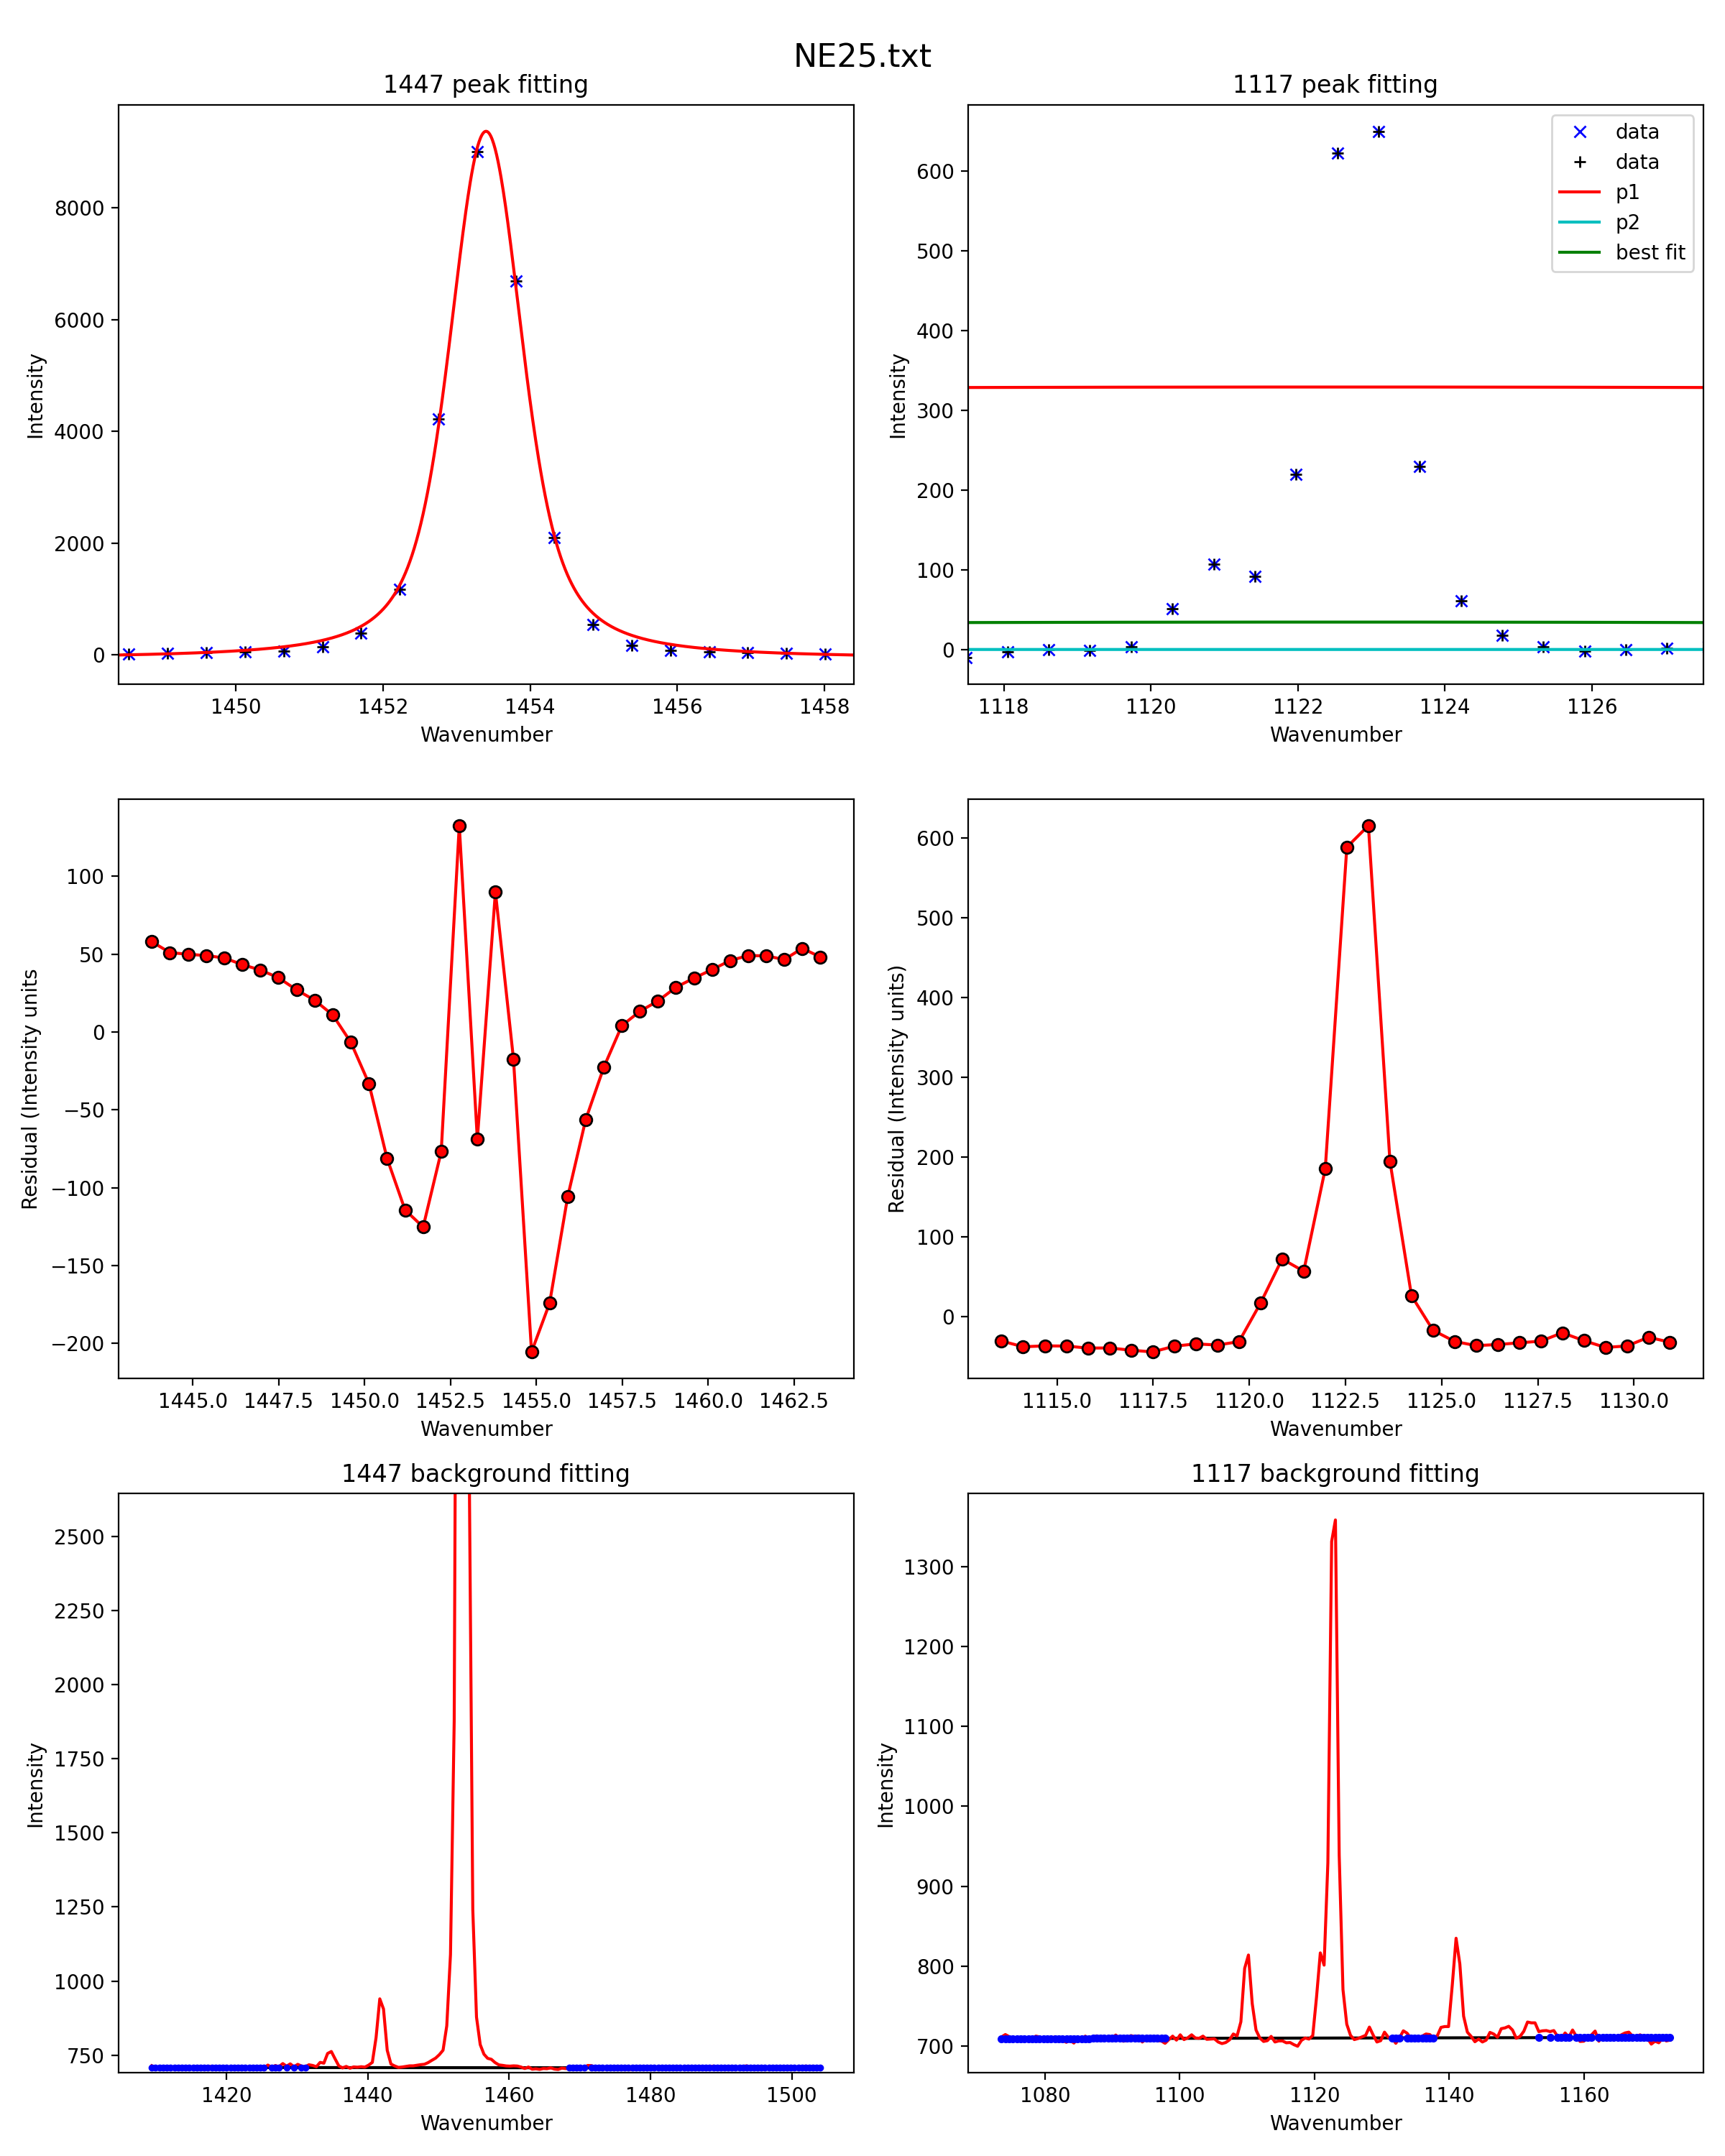 NE25.txt
1447 peak fitting
1117 peak fitting
Intensity
8000
6000
4000
2000
0
1450 1452 1454 1456 1458
Wavenumber
Intensity
600
500
400
300
200
100
0
1118 1120 1122 1124 1126
Wavenumber
data
data
p1
p2
best fit
Residual (Intensity units
100
50
0
−50
−100
−150
−200
1445.0 1447.5 1450.0 1452.5 1455.0 1457.5 1460.0 1462.5
Wavenumber
Residual (Intensity units)
600
500
400
300
200
100
0
1115.0 1117.5 1120.0 1122.5 1125.0 1127.5 1130.0
Wavenumber
1447 background fitting
1117 background fitting
Intensity
2500
2250
2000
1750
1500
1250
1000
750
1420 1440 1460 1480 1500
Wavenumber
Intensity
1300
1200
1100
1000
900
800
700
1080 1100 1120 1140 1160
Wavenumber